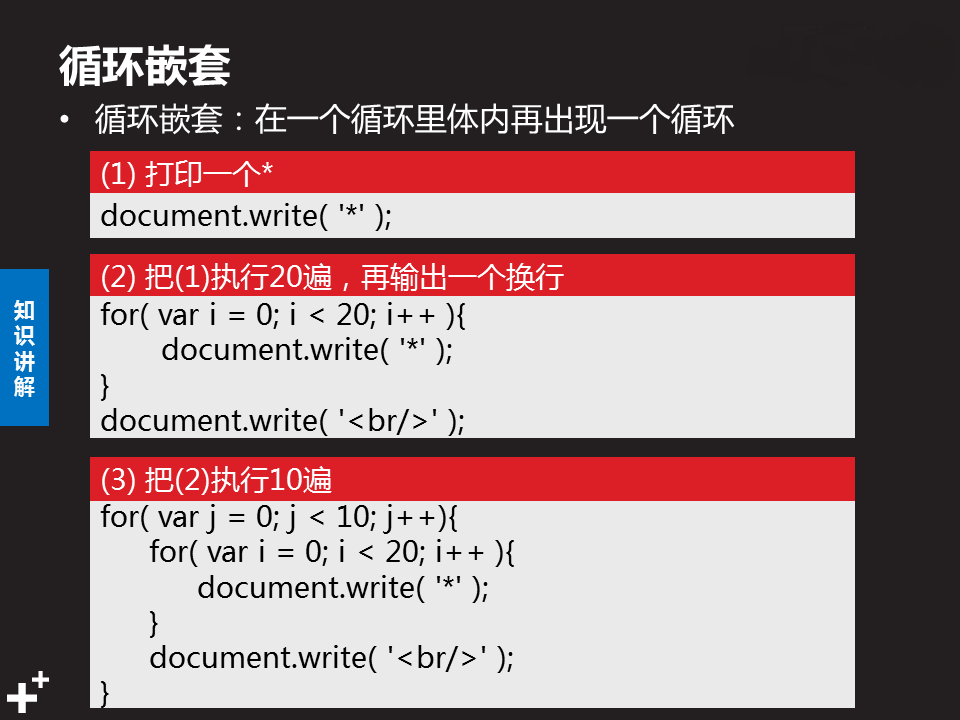 循环嵌套
• 循环嵌套：在一个循环里体内再出现一个循环
(1) 打印一个*
document.write( '*' );
(2) 把(1)执行20遍，再输出一个换行
for( var i = 0; i < 20; i++ ){
document.write( '*' );
}
document.write( '<br/>' );
知识讲解
(3) 把(2)执行10遍
for( var j = 0; j < 10; j++){
for( var i = 0; i < 20; i++ ){
document.write( '*' );
}
document.write( '<br/>' );
}